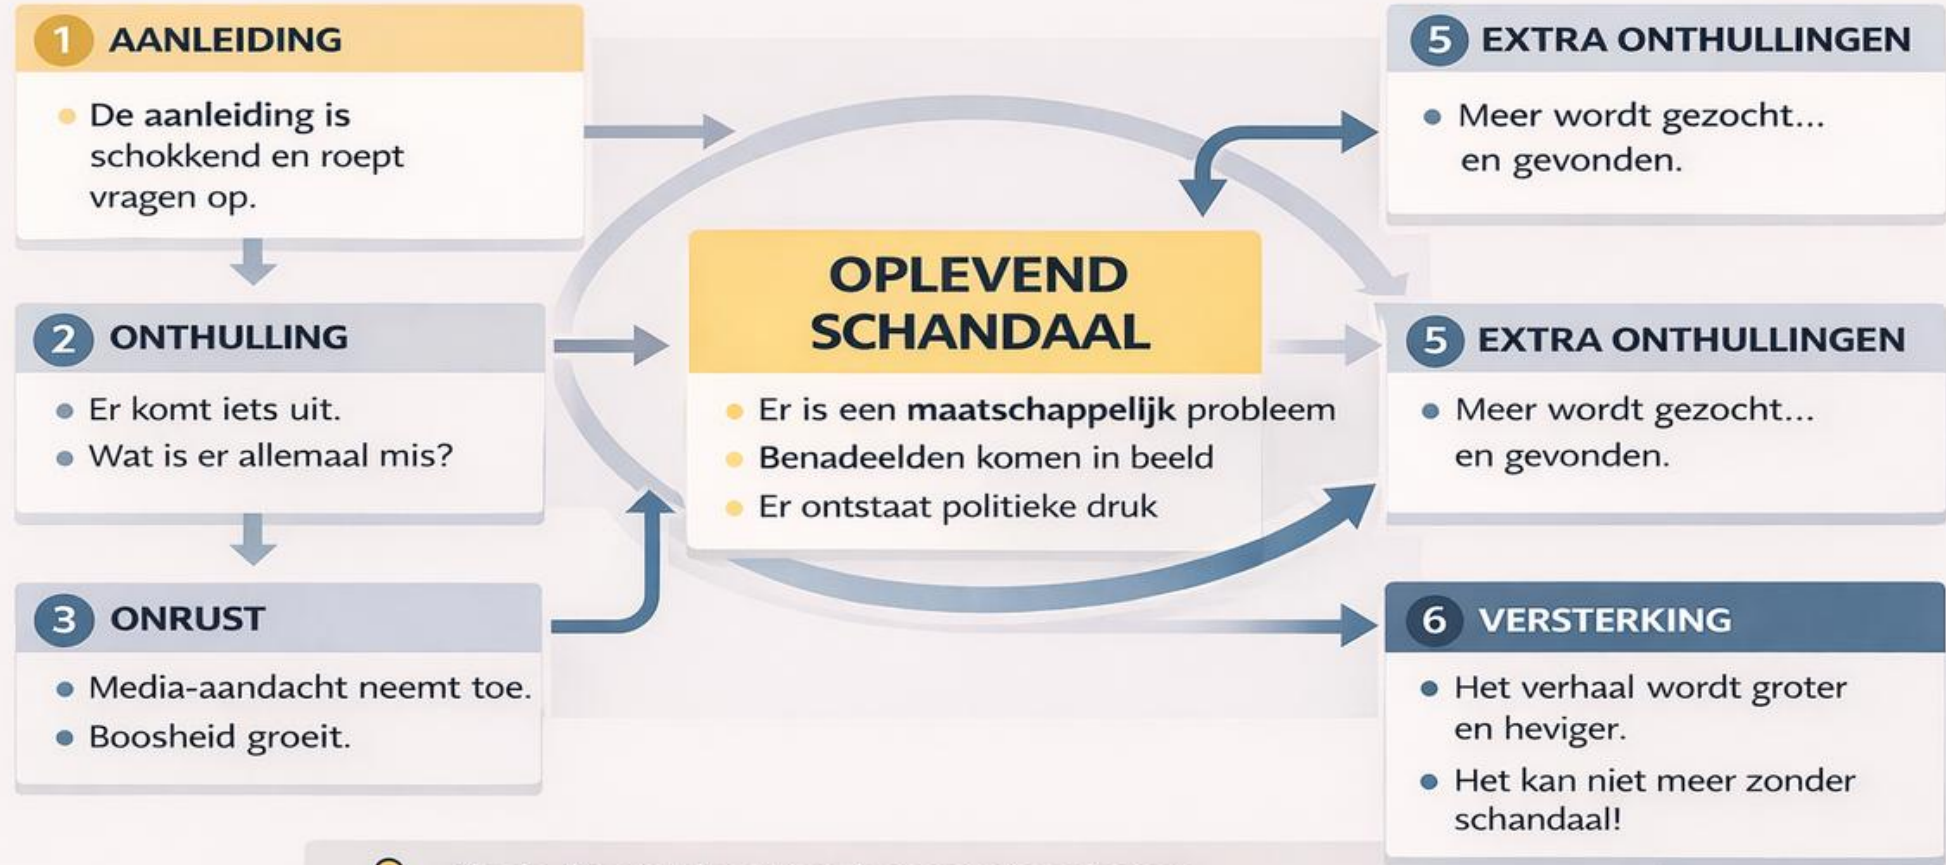 1 AANLEIDING
De aanleiding is
schokkend en roept
vragen op.
2 ONTHULLING
Er komt iets uit.
Wat is er allemaal mis?
3 ONRUST
Media-aandacht neemt toe.
Boosheid groeit.
OPLEVEND
SCHANDAAL
Er is een maatschappelijk probleem
Benadeelden komen in beeld
Er ontstaat politieke druk
5 EXTRA ONTHULLINGEN
Meer wordt gezocht...
en gevonden.
5 EXTRA ONTHULLINGEN
Meer wordt gezocht...
en gevonden.
6 VERSTERKING
Het verhaal wordt groter
en heviger.
Het kan niet meer zonder
schandaal!